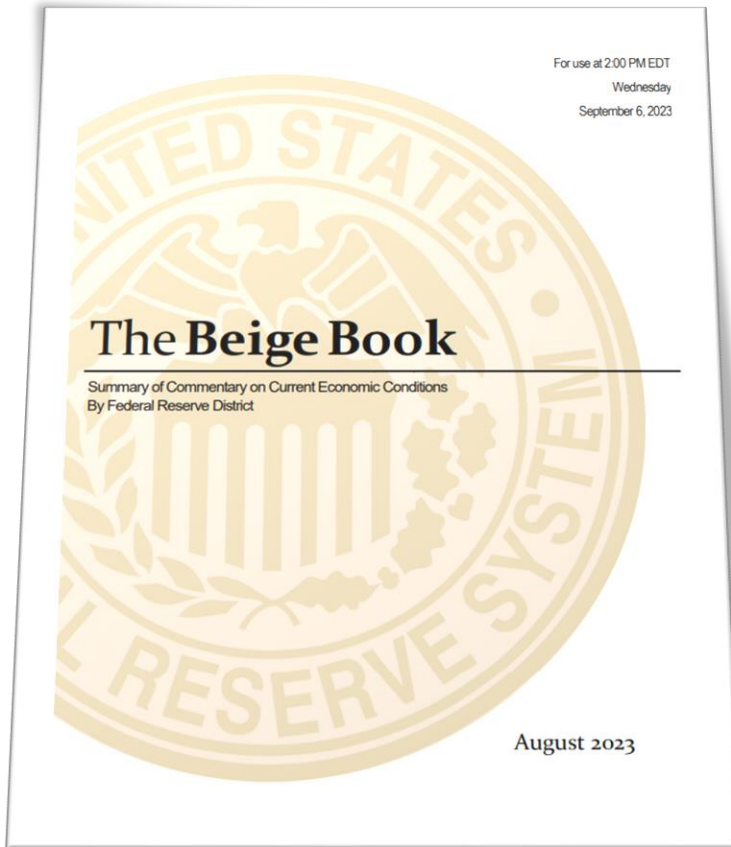 For use at 2:00 PM EDT
Wednesday
September 6, 2023
UNITED STATES
The Beige Book
Summary of Commentary on Current Economic Conditions
By Federal Reserve District
RESERVE SYSTEM
August 2023